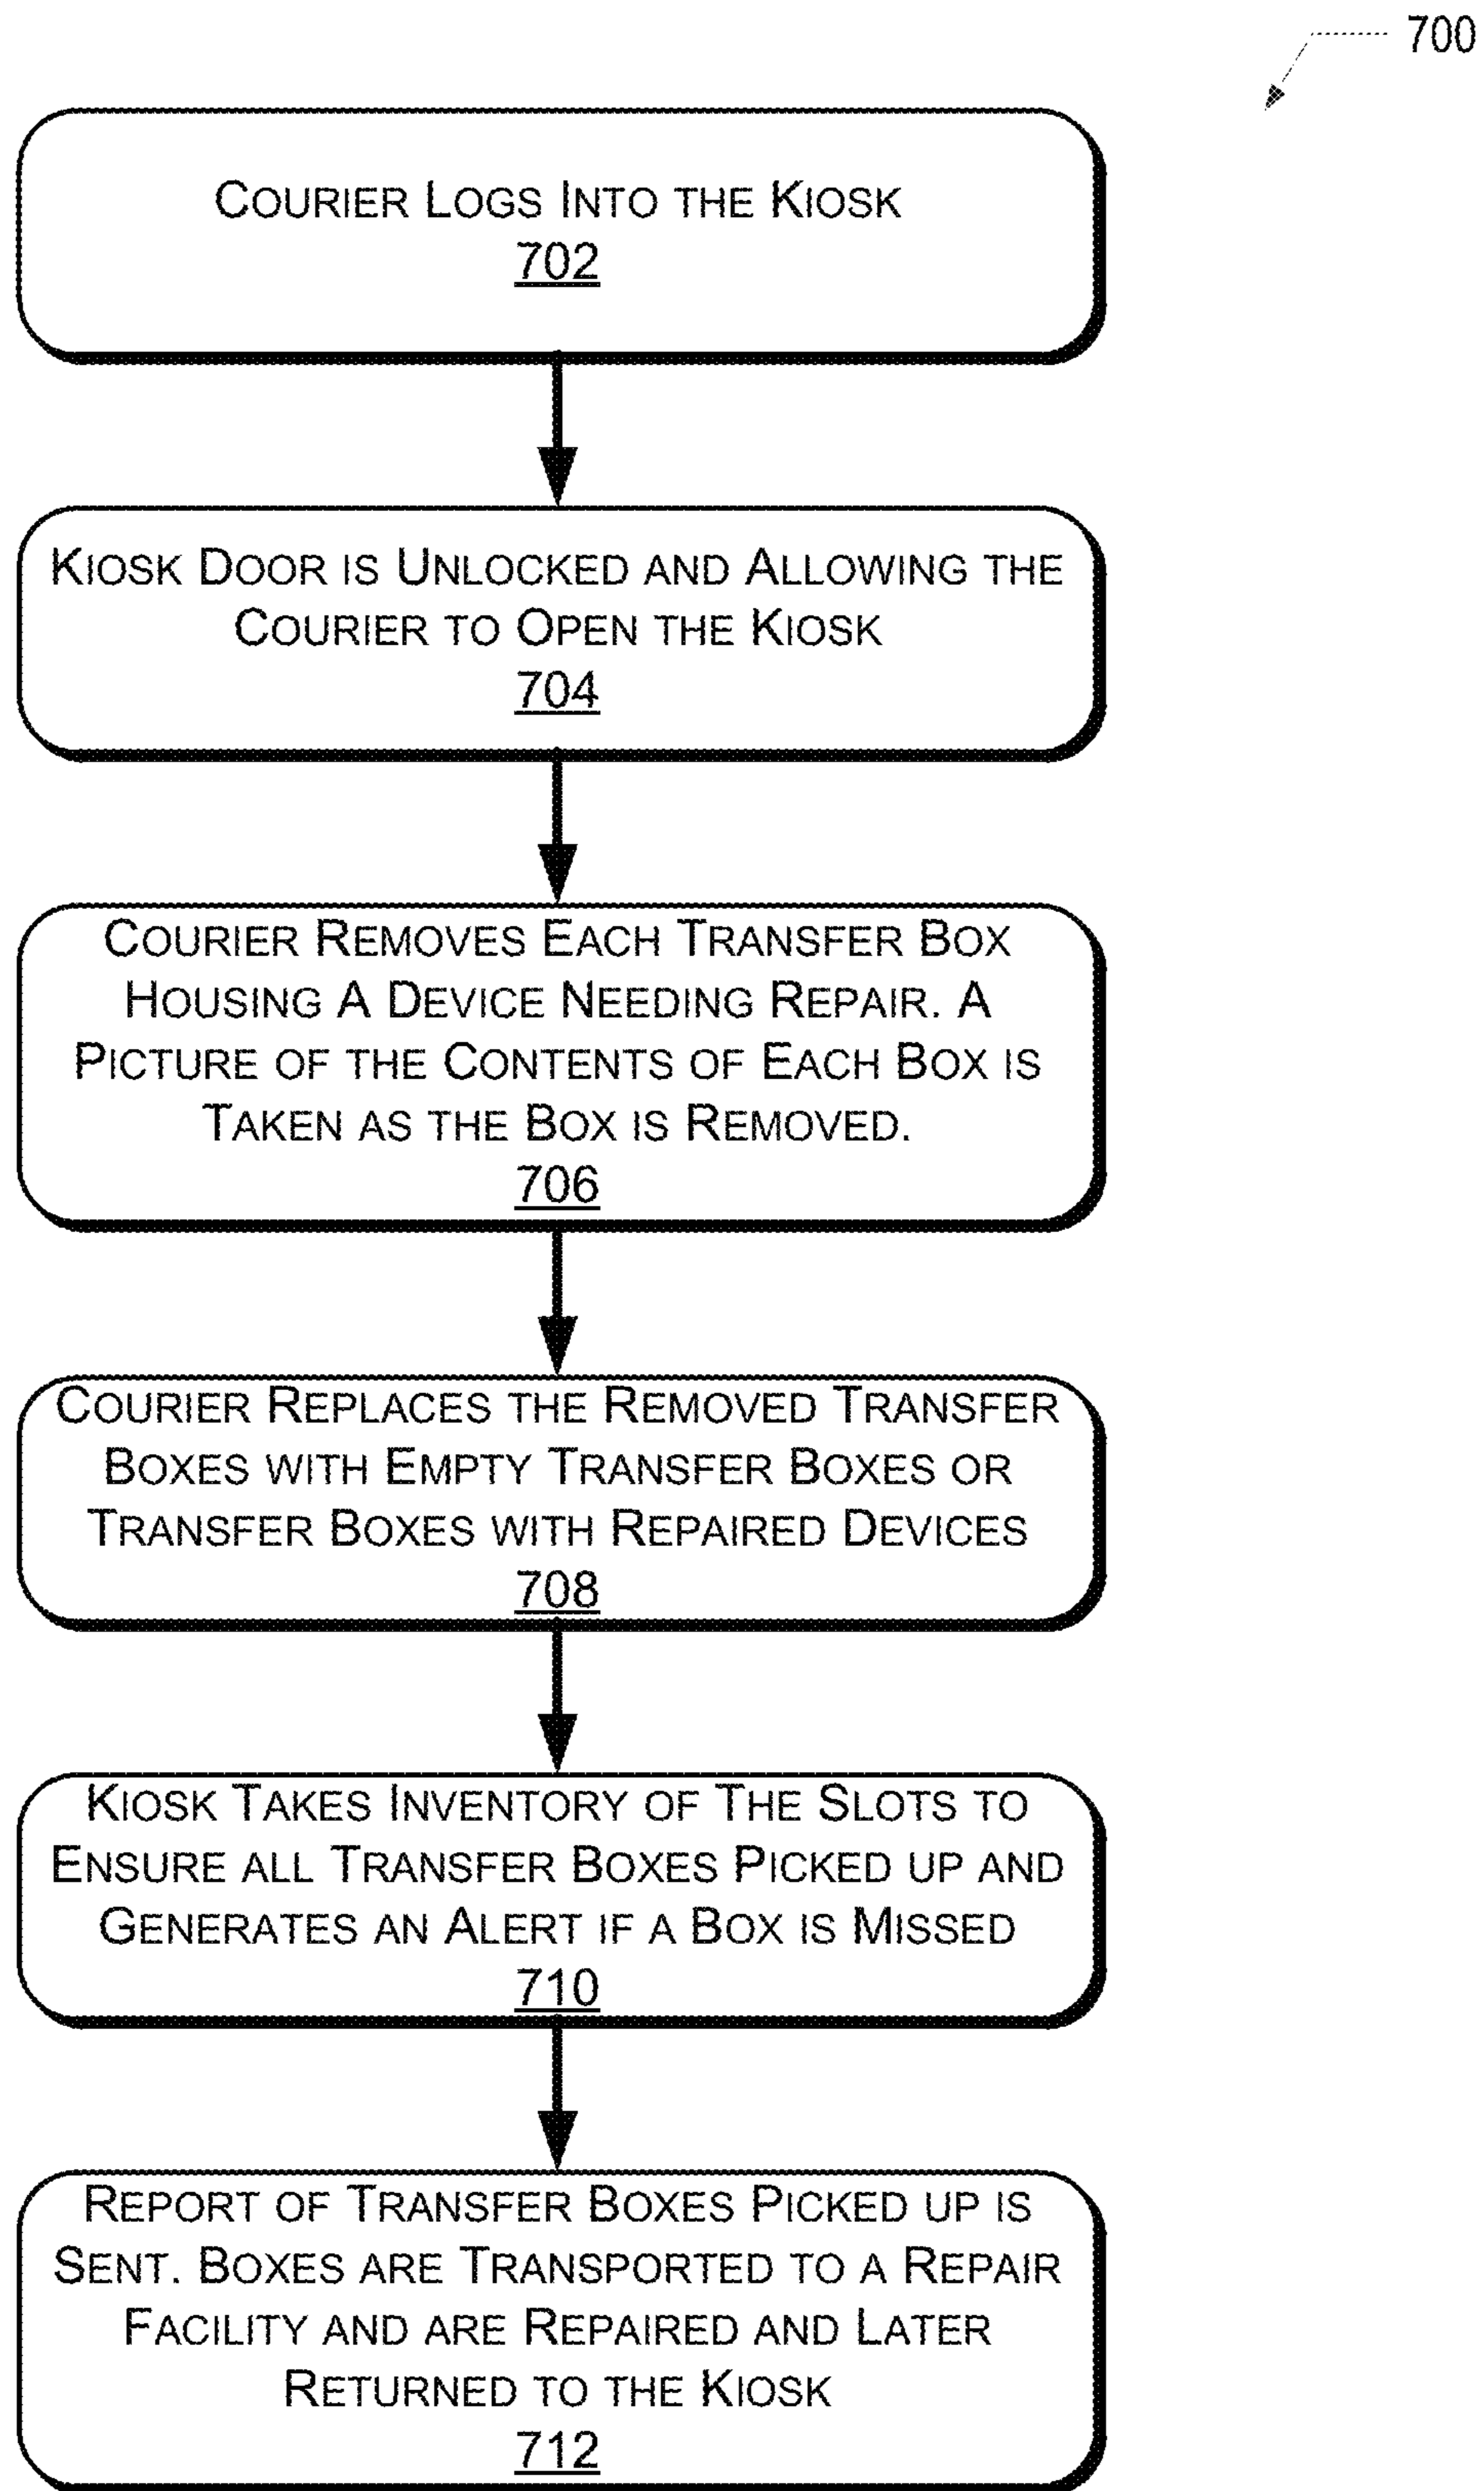 700
COURIER LOGS INTO THE KIOSK
702
KIOSK DOOR IS UNLOCKED AND ALLOWING THE
COURIER TO OPEN THE KIOSK
704
COURIER REMOVES EACH TRANSFER BOX
HOUSING A DEVICE NEEDING REPAIR. A
PICTURE OF THE CONTENTS OF EACH BOX IS
TAKEN AS THE BOX IS REMOVED.
706
COURIER REPLACES THE REMOVED TRANSFER
BOXES WITH EMPTY TRANSFER BOXES OR
TRANSFER BOXES WITH REPAIRED DEVICES
708
KIOSK TAKES INVENTORY OF THE SLOTS TO
ENSURE ALL TRANSFER BOXES PICKED UP AND
GENERATES AN ALERT IF A BOX IS MISSED
710
REPORT OF TRANSFER BOXES PICKED UP IS
SENT. BOXES ARE TRANSPORTED TO A REPAIR
FACILITY AND ARE REPAIRED AND LATER
RETURNED TO THE KIOSK
712